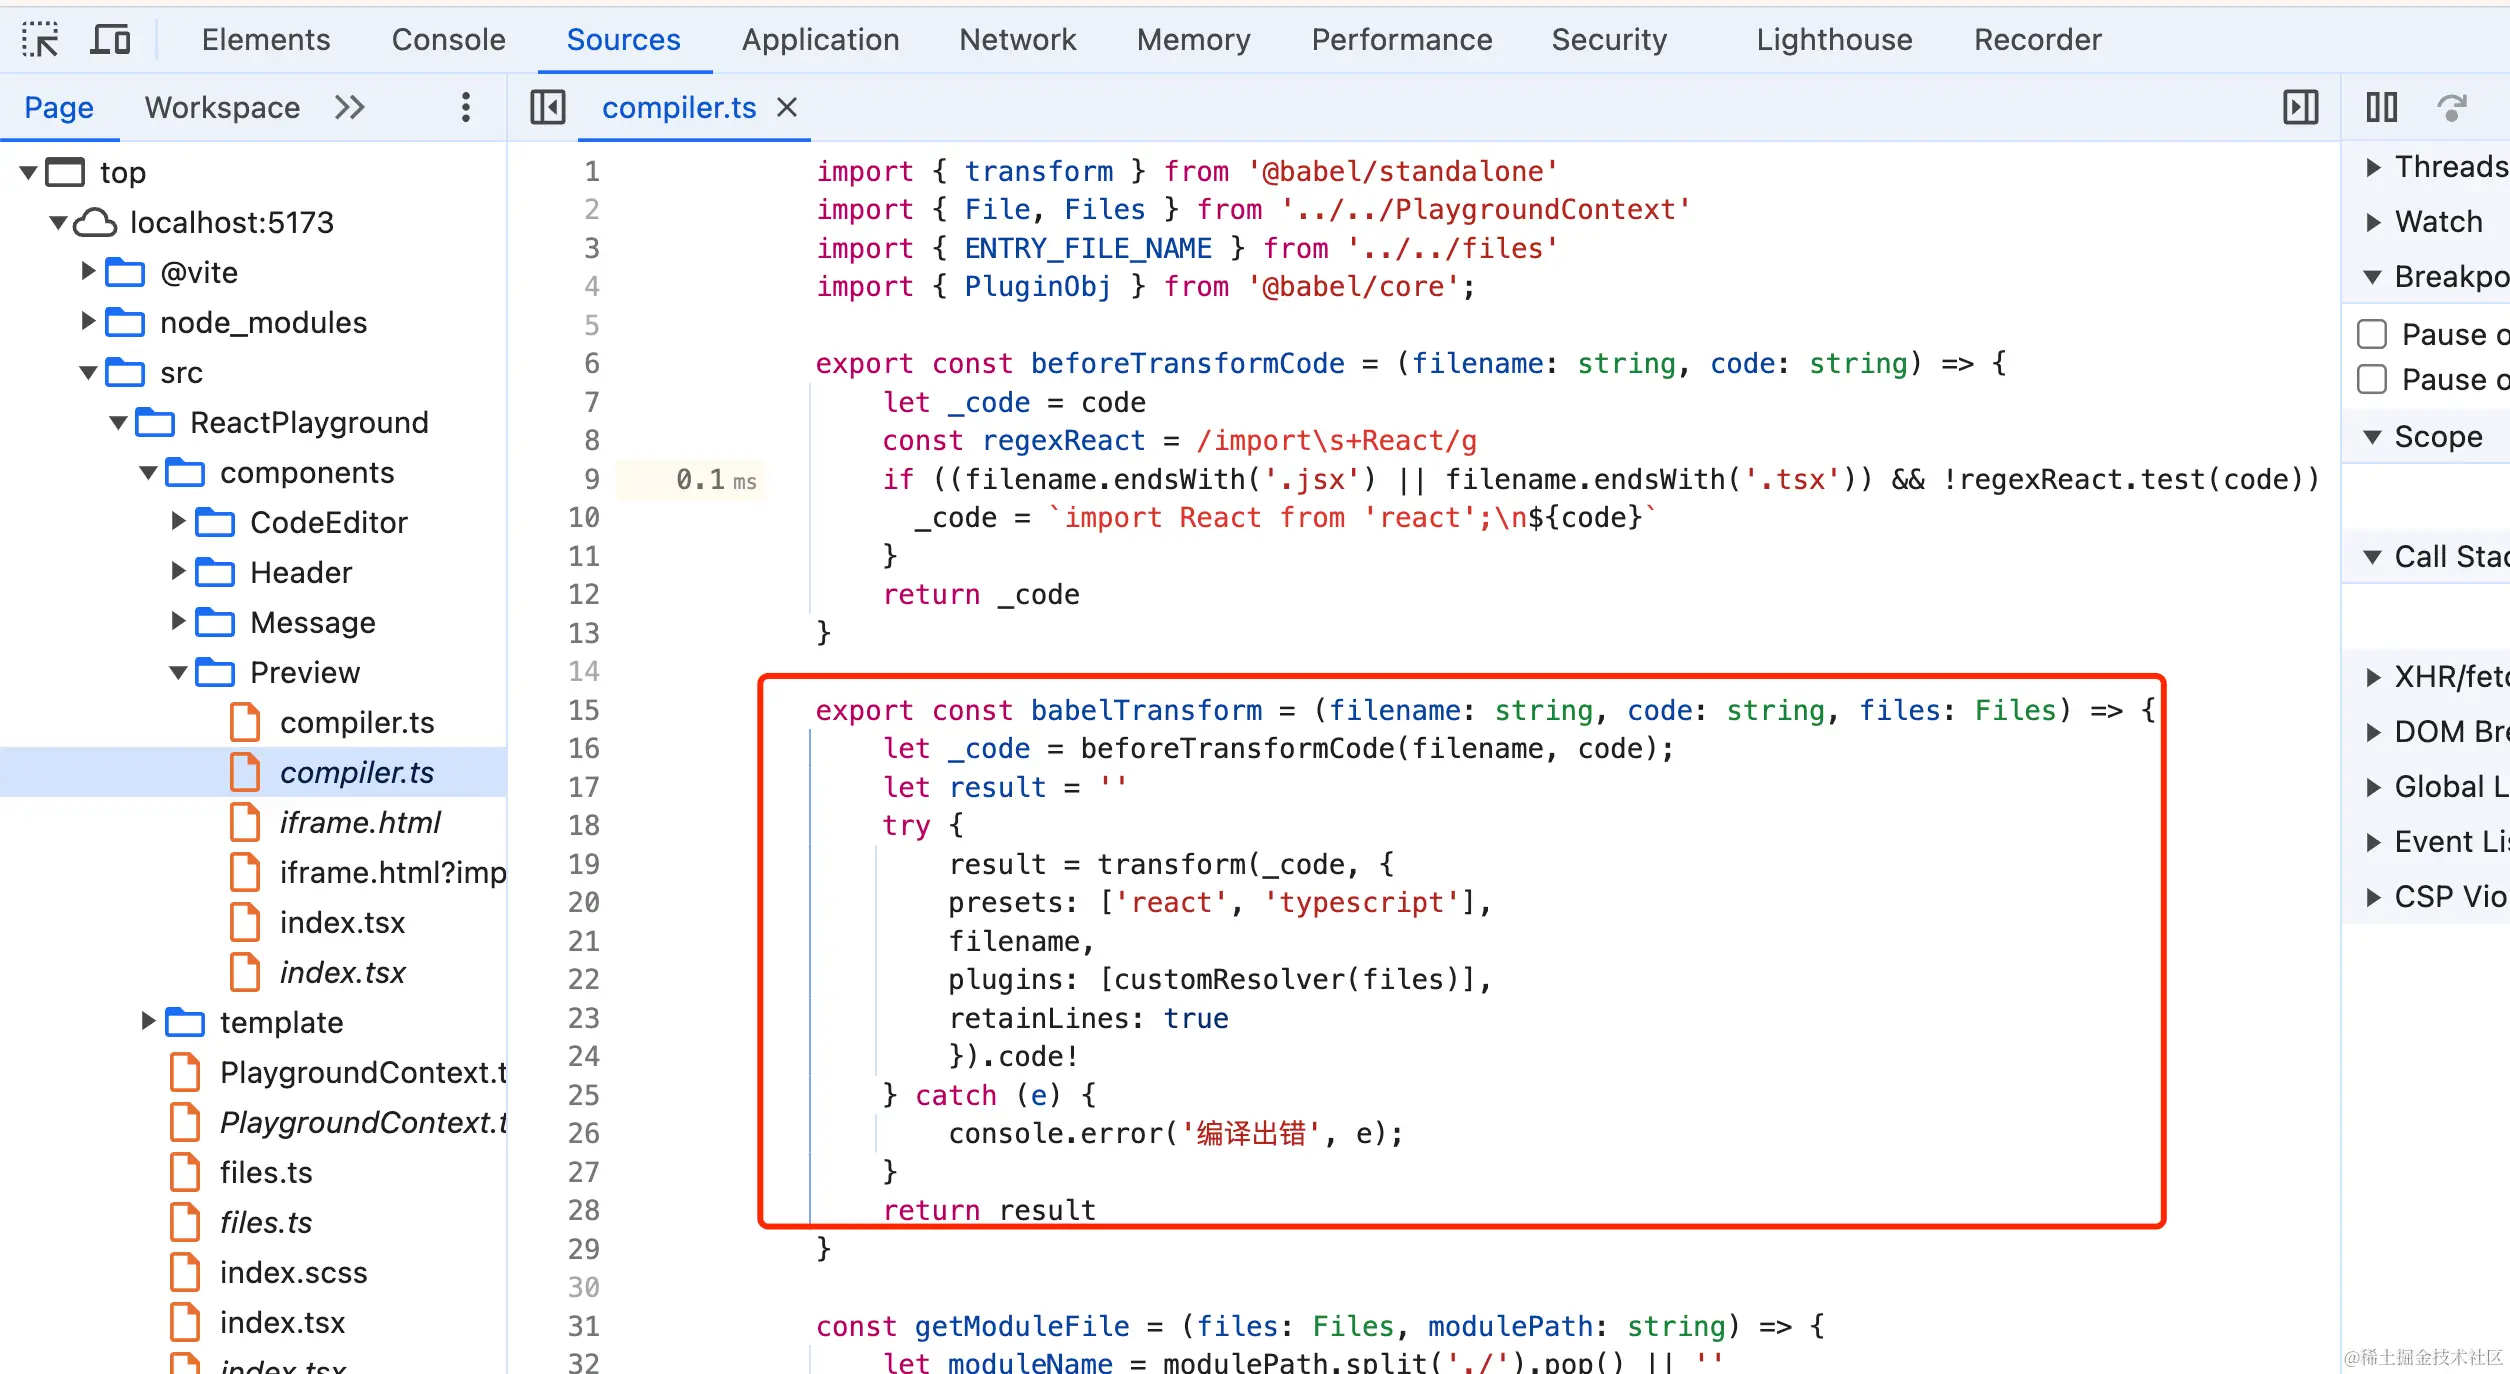 Elements Console Sources Application Network Memory Performance Security Lighthouse Recorder
Page Workspace
compiler.ts
top
localhost:5173
@vite
node_modules
src
ReactPlayground
components
CodeEditor
Header
Message
Preview
compiler.ts
compiler.ts
iframe.html
iframe.html?imp
index.tsx
index.tsx
template
PlaygroundContext.t
PlaygroundContext.t
files.ts
files.ts
index.scss
index.tsx
index.tsx
1 import { transform } from '@babel/standalone'
2 import { File, Files } from '../../PlaygroundContext'
3 import { ENTRY_FILE_NAME } from '../../files'
4 import { PluginObj } from '@babel/core';
5
6 export const beforeTransformCode = (filename: string, code: string) => {
7 let _code = code
8 const regexReact = /import\s+React/g
9 0.1 ms if ((filename.endsWith('.jsx') || filename.endsWith('.tsx')) && !regexReact.test(code))
10 _code = `import React from 'react';\n${code}`
11 }
12 return _code
13 }
14
15 export const babelTransform = (filename: string, code: string, files: Files) => {
16 let _code = beforeTransformCode(filename, code);
17 let result = ''
18 try {
19 result = transform(_code, {
20 presets: ['react', 'typescript'],
21 filename,
22 plugins: [customResolver(files)],
23 retainLines: true
24 }).code!
25 } catch (e) {
26 console.error('编译出错', e);
27 }
28 return result
29 }
30
31 const getModuleFile = (files: Files, modulePath: string) => {
32 let moduleName = modulePath.split('./').pop() || ''
Threads
Watch
Breakpo
Pause o
Pause o
Scope
Call Stac
XHR/fetc
DOM Bre
Global L
Event Lis
CSP Vio
@稀土掘金技术社区